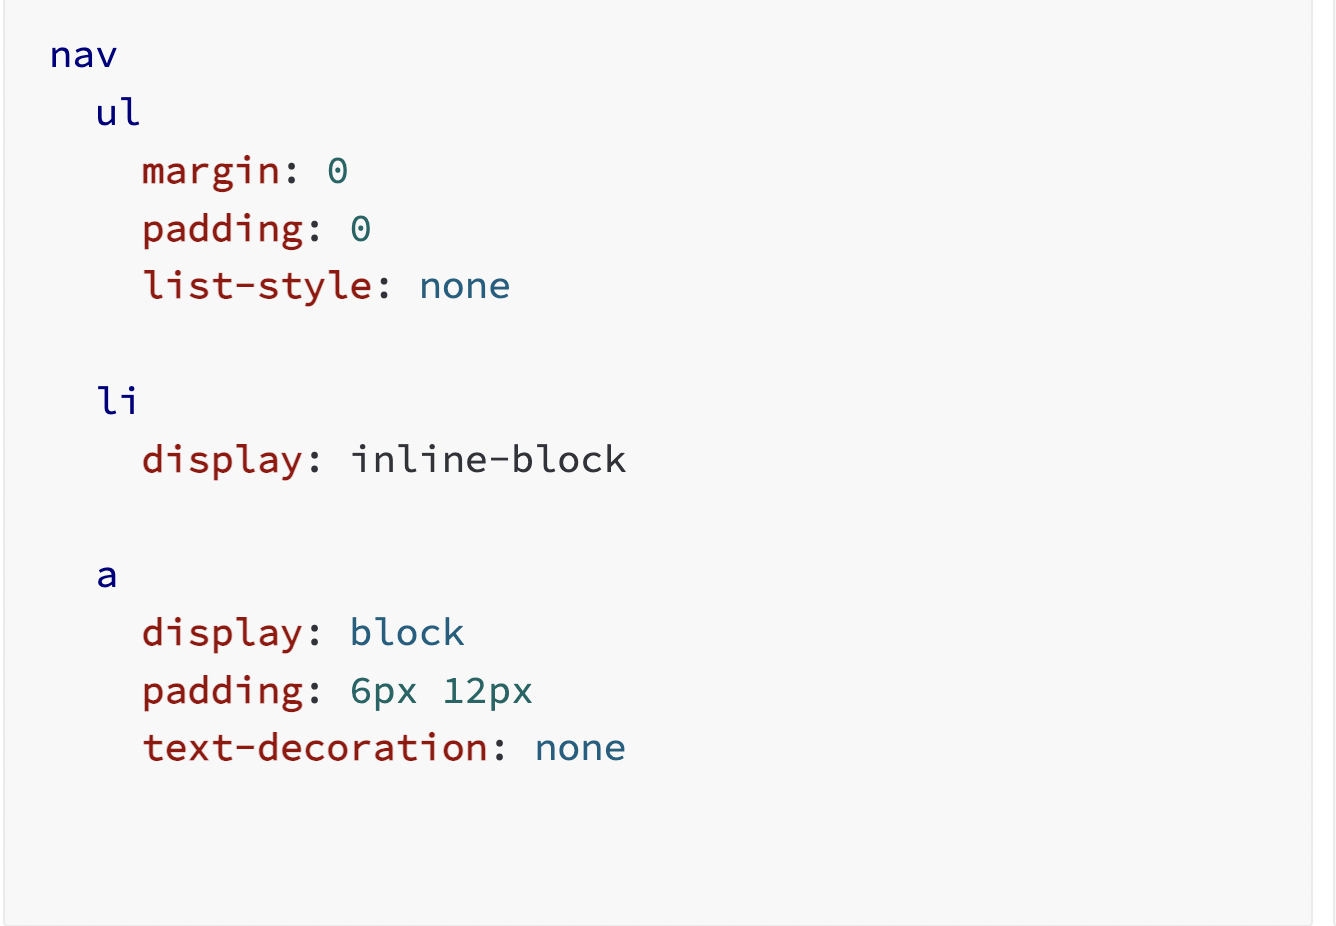 nav
  ul
    margin: 0
    padding: 0
    list-style: none

  li
    display: inline-block

  a
    display: block
    padding: 6px 12px
    text-decoration: none